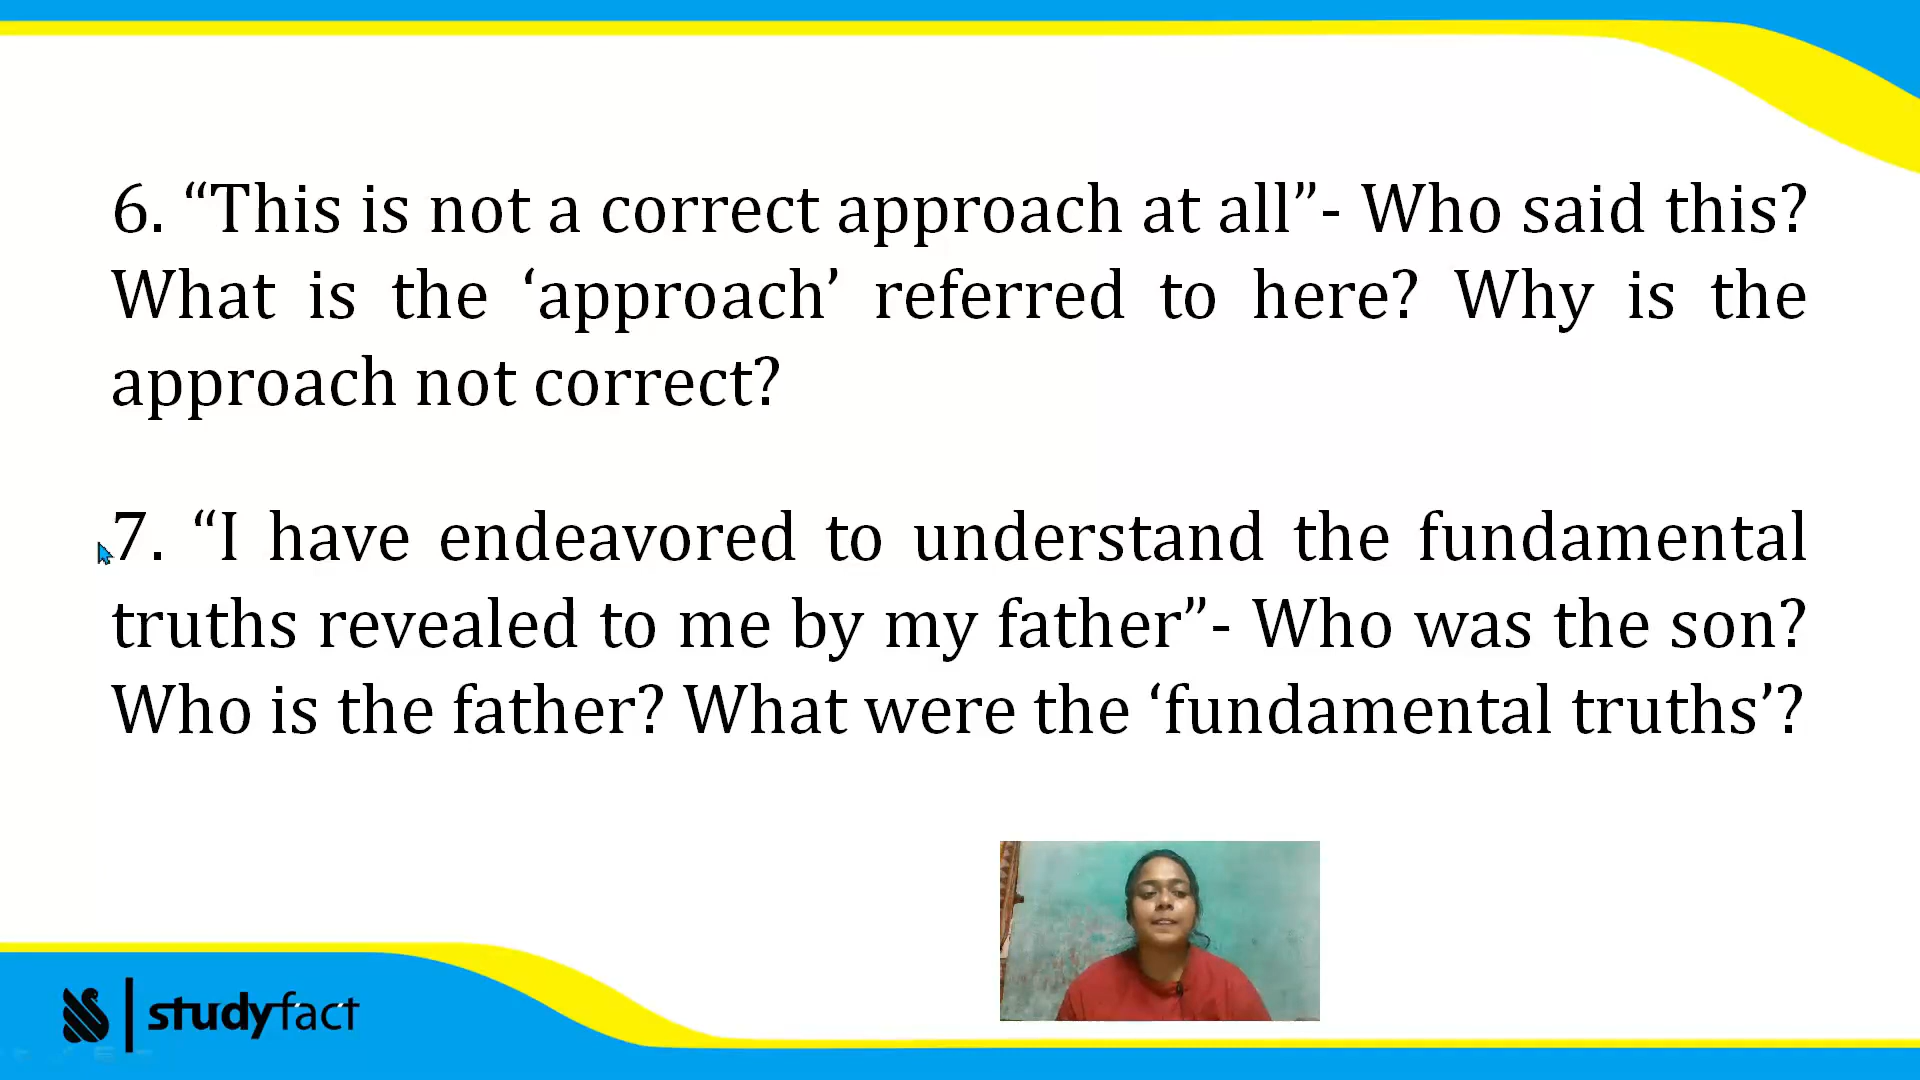 6. “This is not a correct approach at all”- Who said this?
What is the ‘approach’ referred to here? Why is the
approach not correct?
7. “I have endeavored to understand the fundamental
truths revealed to me by my father”- Who was the son?
Who is the father? What were the ‘fundamental truths’?
studyfact